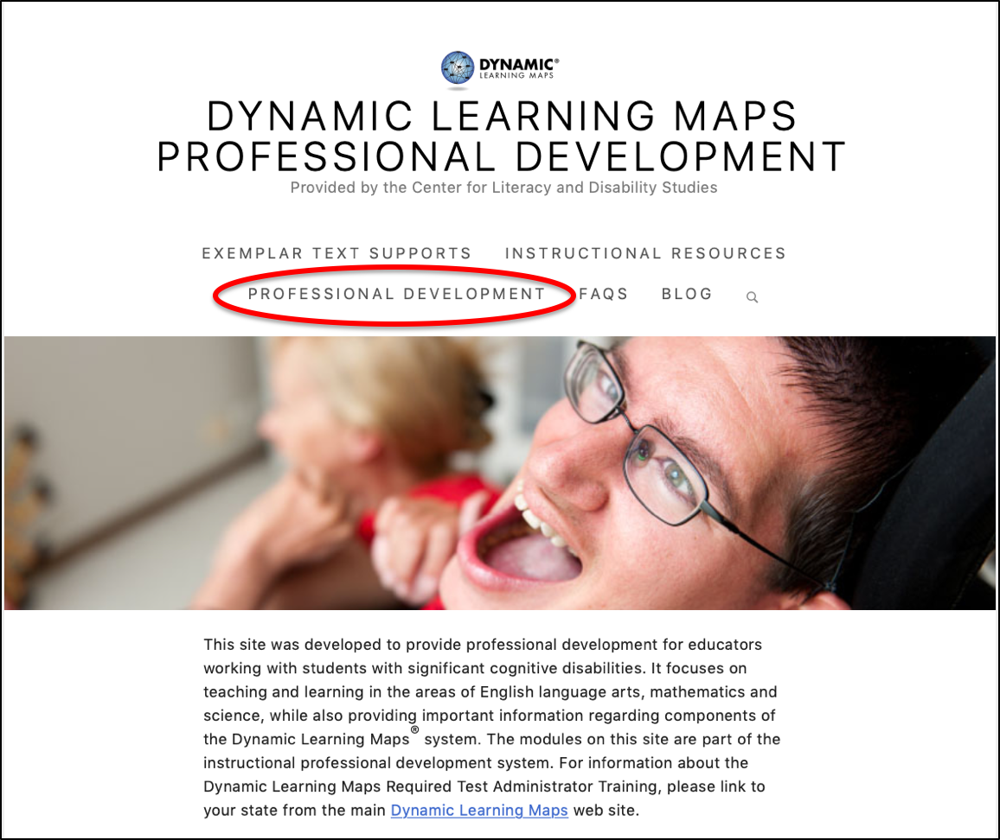 DYNAMIC®
LEARNING MAPS
DYNAMIC LEARNING MAPS
PROFESSIONAL DEVELOPMENT
Provided by the Center for Literacy and Disability Studies
EXEMPLAR TEXT SUPPORTS INSTRUCTIONAL RESOURCES
PROFESSIONAL DEVELOPMENT FAQS BLOG
This site was developed to provide professional development for educators
working with students with significant cognitive disabilities. It focuses on
teaching and learning in the areas of English language arts, mathematics and
science, while also providing important information regarding components of
the Dynamic Learning Maps® system. The modules on this site are part of the
instructional professional development system. For information about the
Dynamic Learning Maps Required Test Administrator Training, please link to
your state from the main Dynamic Learning Maps web site.